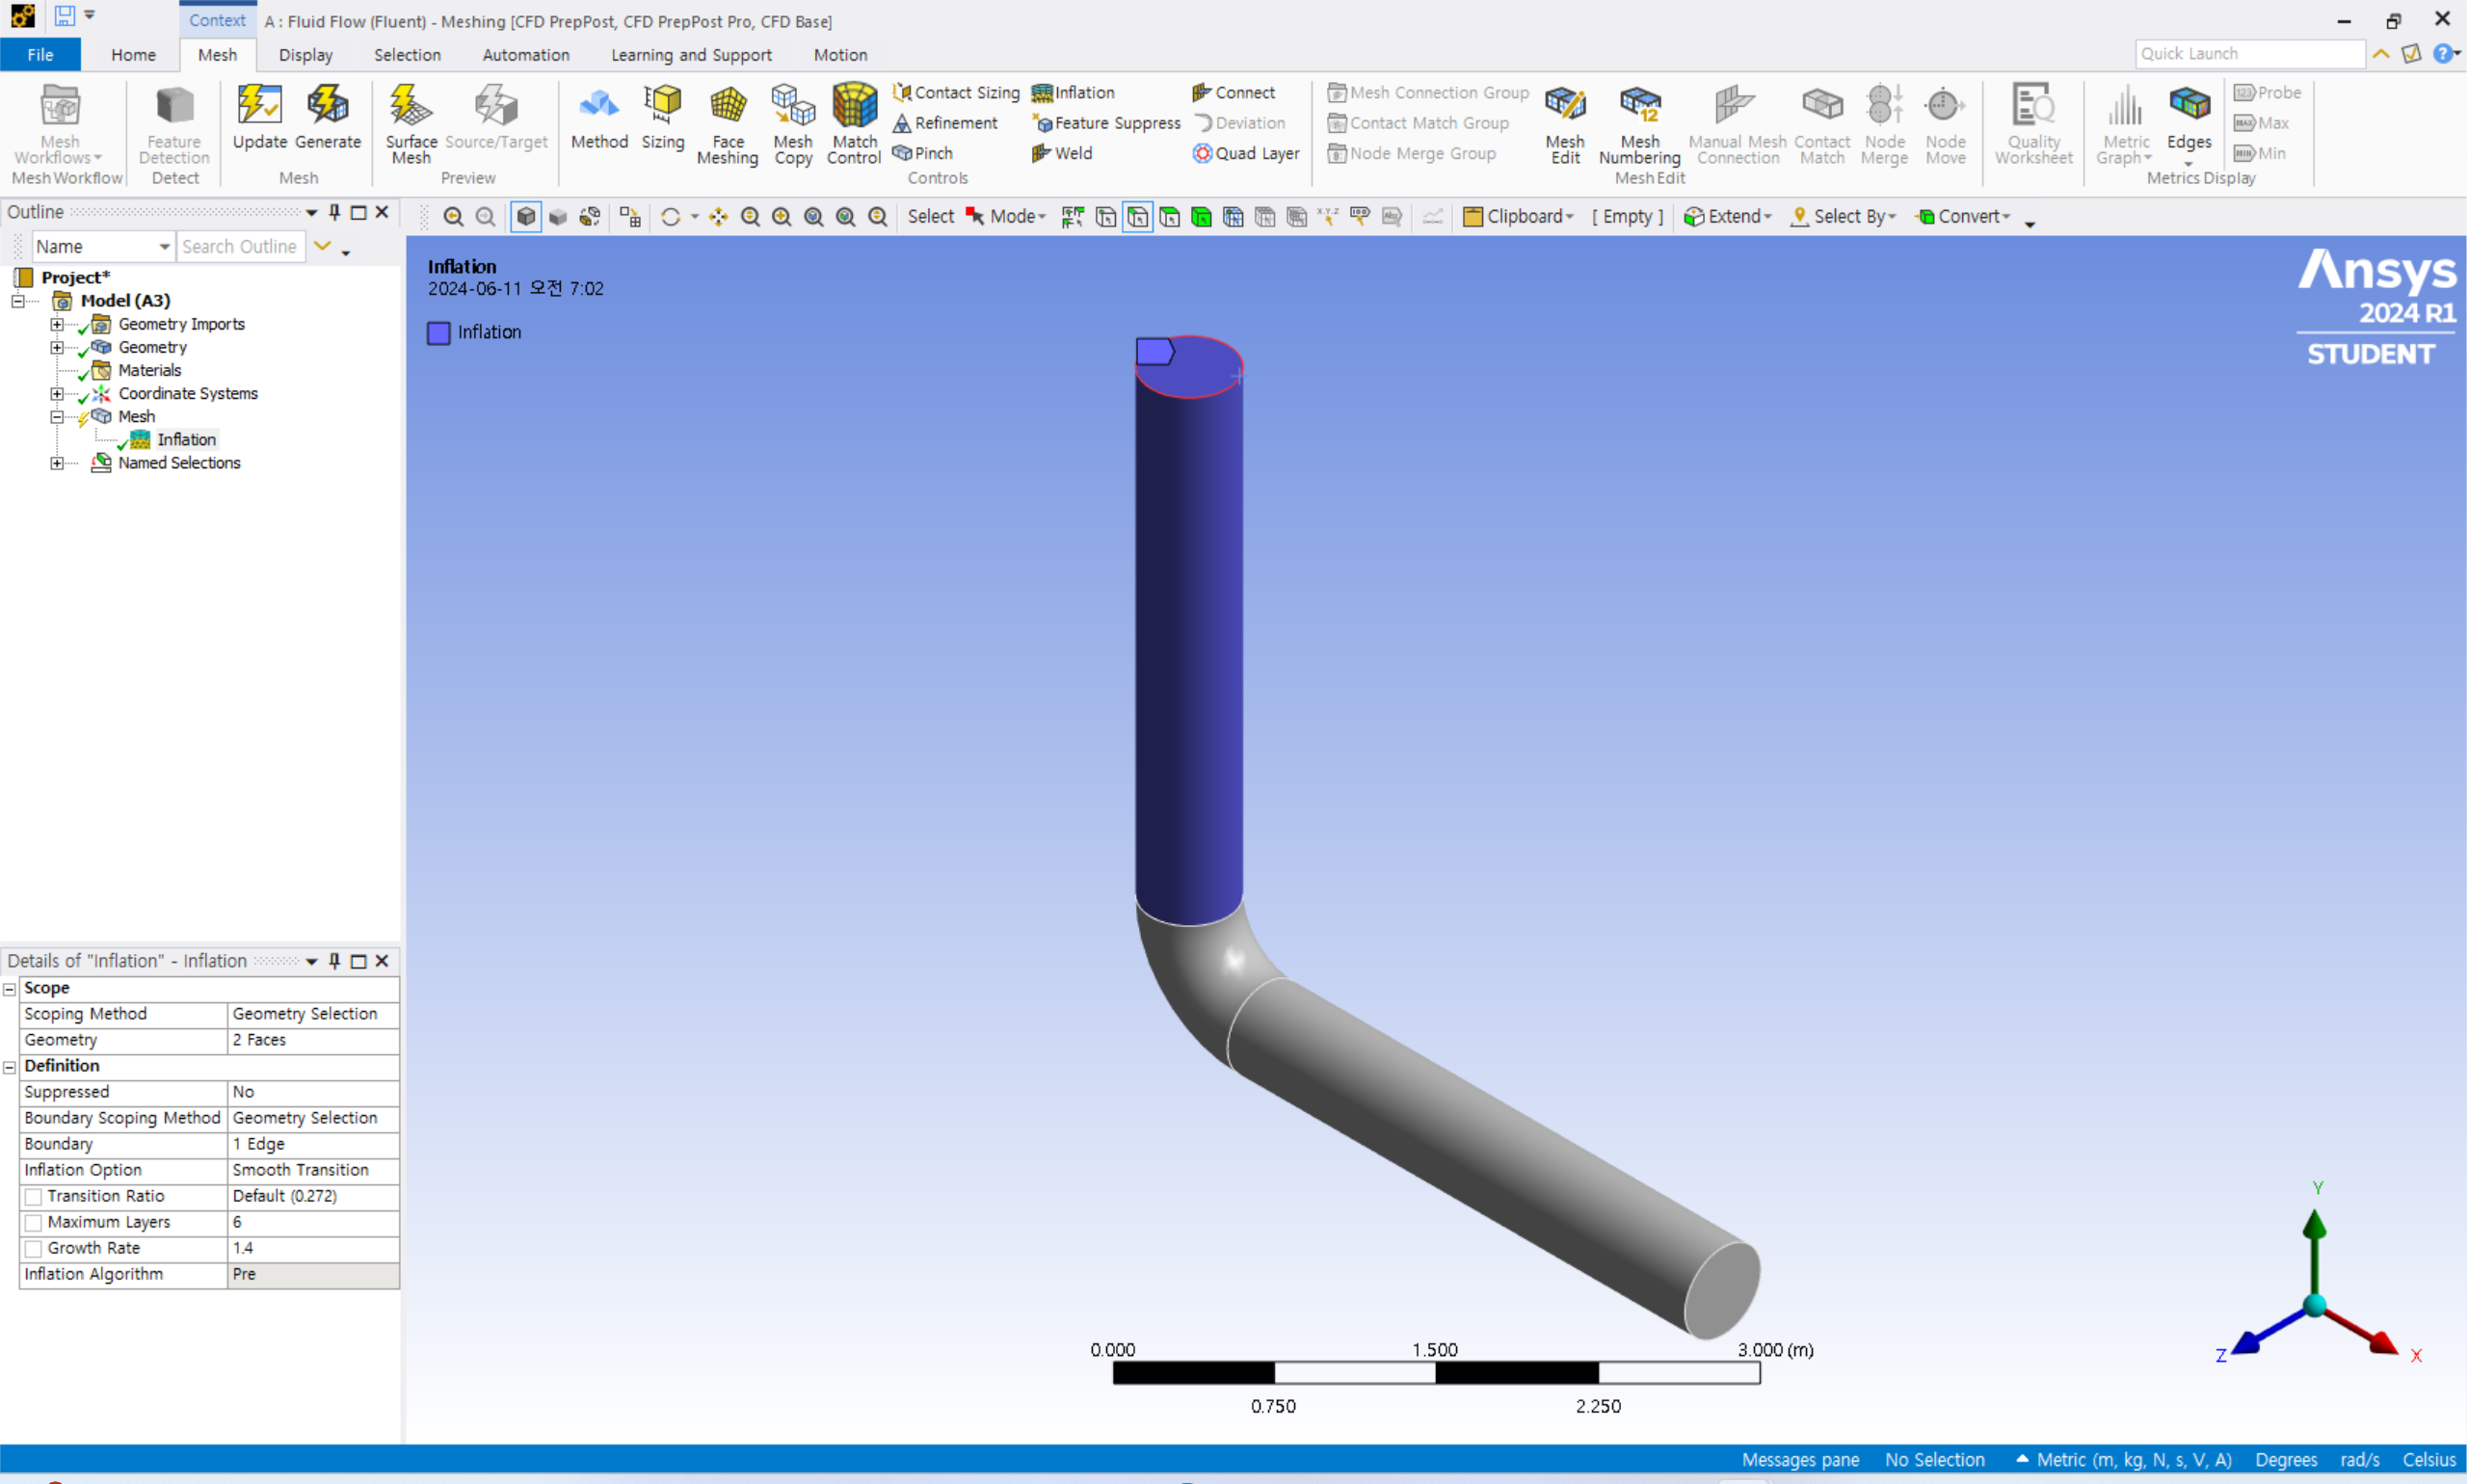 Context
A : Fluid Flow (Fluent) - Meshing [CFD PrepPost, CFD PrepPost Pro, CFD Base]
File Home Mesh Display Selection Automation Learning and Support Motion
Quick Launch
Mesh Workflows
Mesh Workflow
Feature Detection
Detect
Update Generate
Mesh
Surface Mesh
Source/Target
Preview
Method Sizing
Face Meshing
Mesh Copy
Match Control
Contact Sizing
Refinement
Pinch
Inflation
Feature Suppress
Weld
Connect
Deviation
Quad Layer
Controls
Mesh Connection Group
Contact Match Group
Node Merge Group
Mesh Edit
Mesh Numbering
Manual Mesh Connection
Contact Match
Node Merge
Node Move
Mesh Edit
Quality Worksheet
Metric Graph
Edges
Probe
Max
Min
Metrics Display
Outline
Name
Search Outline
Select Mode Clipboard [ Empty ] Extend Select By Convert
Project*
Model (A3)
Geometry Imports
Geometry
Materials
Coordinate Systems
Mesh
Inflation
Named Selections
Inflation
2024-06-11 오전 7:02
Inflation
Ansys
2024 R1
STUDENT
Details of "Inflation" - Inflation
Scope
Scoping Method Geometry Selection
Geometry 2 Faces
Definition
Suppressed No
Boundary Scoping Method Geometry Selection
Boundary 1 Edge
Inflation Option Smooth Transition
Transition Ratio Default (0.272)
Maximum Layers 6
Growth Rate 1.4
Inflation Algorithm Pre
0.000 1.500 3.000 (m)
0.750 2.250
Y
Z
X
Messages pane No Selection Metric (m, kg, N, s, V, A) Degrees rad/s Celsius